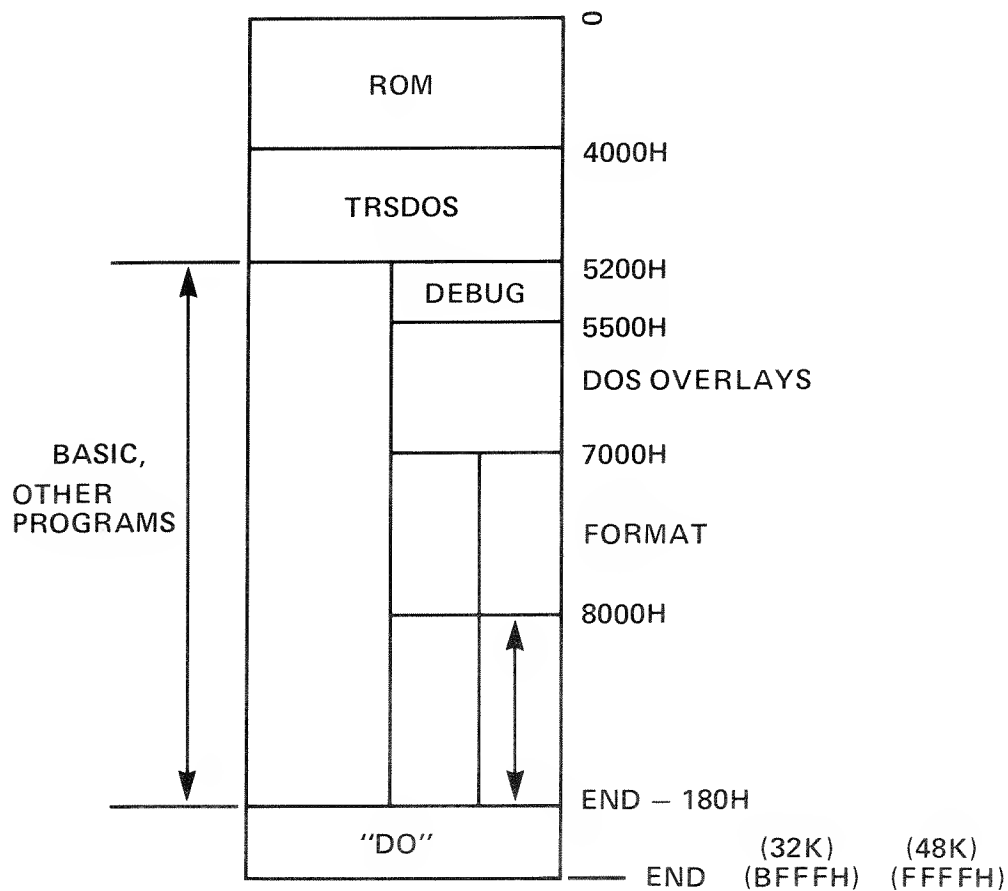 0
ROM
4000H
TRSDOS
5200H
DEBUG
5500H
DOS OVERLAYS
BASIC,
OTHER
PROGRAMS
7000H
FORMAT
8000H
END – 180H
"DO"
(32K) (48K)
END (BFFFH) (FFFFH)